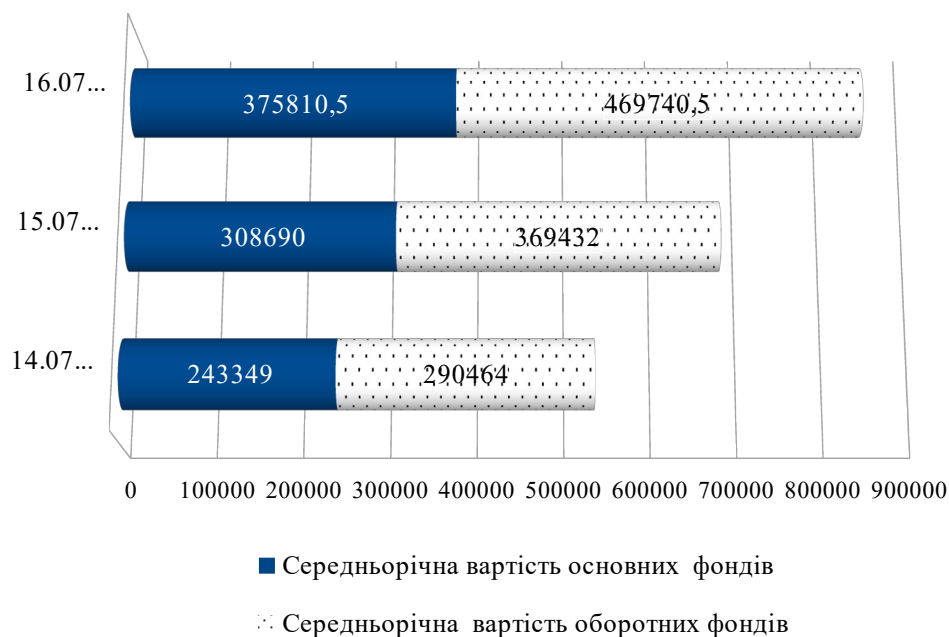 16.07...
375810,5 469740,5
15.07...
308690 369432
14.07...
243349 290464
0 100000 200000 300000 400000 500000 600000 700000 800000 900000
Середньорічна вартість основних фондів
Середньорічна вартість оборотних фондів